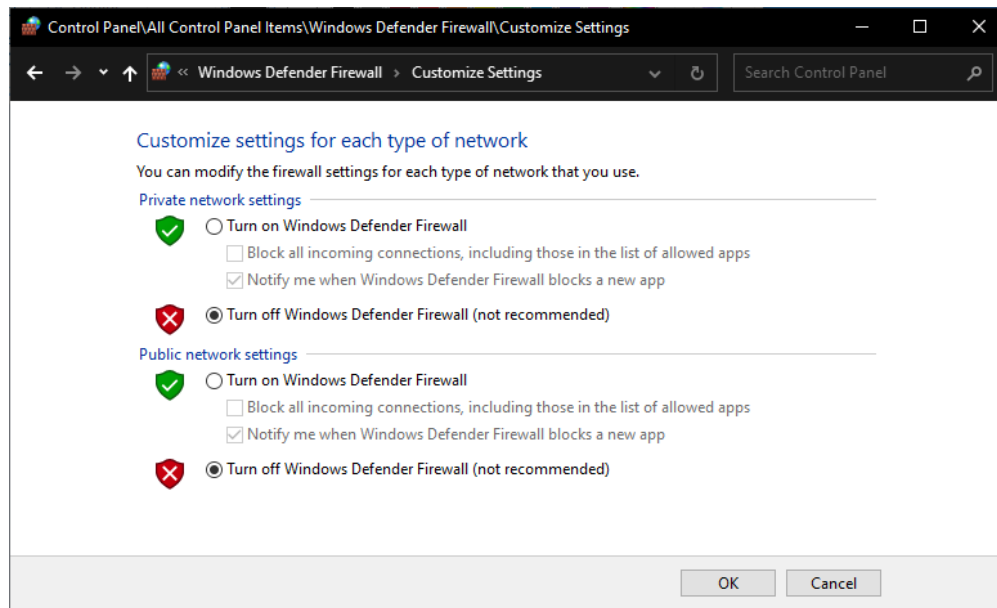 Control Panel\All Control Panel Items\Windows Defender Firewall\Customize Settings
« Windows Defender Firewall › Customize Settings
Search Control Panel
Customize settings for each type of network
You can modify the firewall settings for each type of network that you use.
Private network settings
Turn on Windows Defender Firewall
Block all incoming connections, including those in the list of allowed apps
Notify me when Windows Defender Firewall blocks a new app
Turn off Windows Defender Firewall (not recommended)
Public network settings
Turn on Windows Defender Firewall
Block all incoming connections, including those in the list of allowed apps
Notify me when Windows Defender Firewall blocks a new app
Turn off Windows Defender Firewall (not recommended)
OK
Cancel